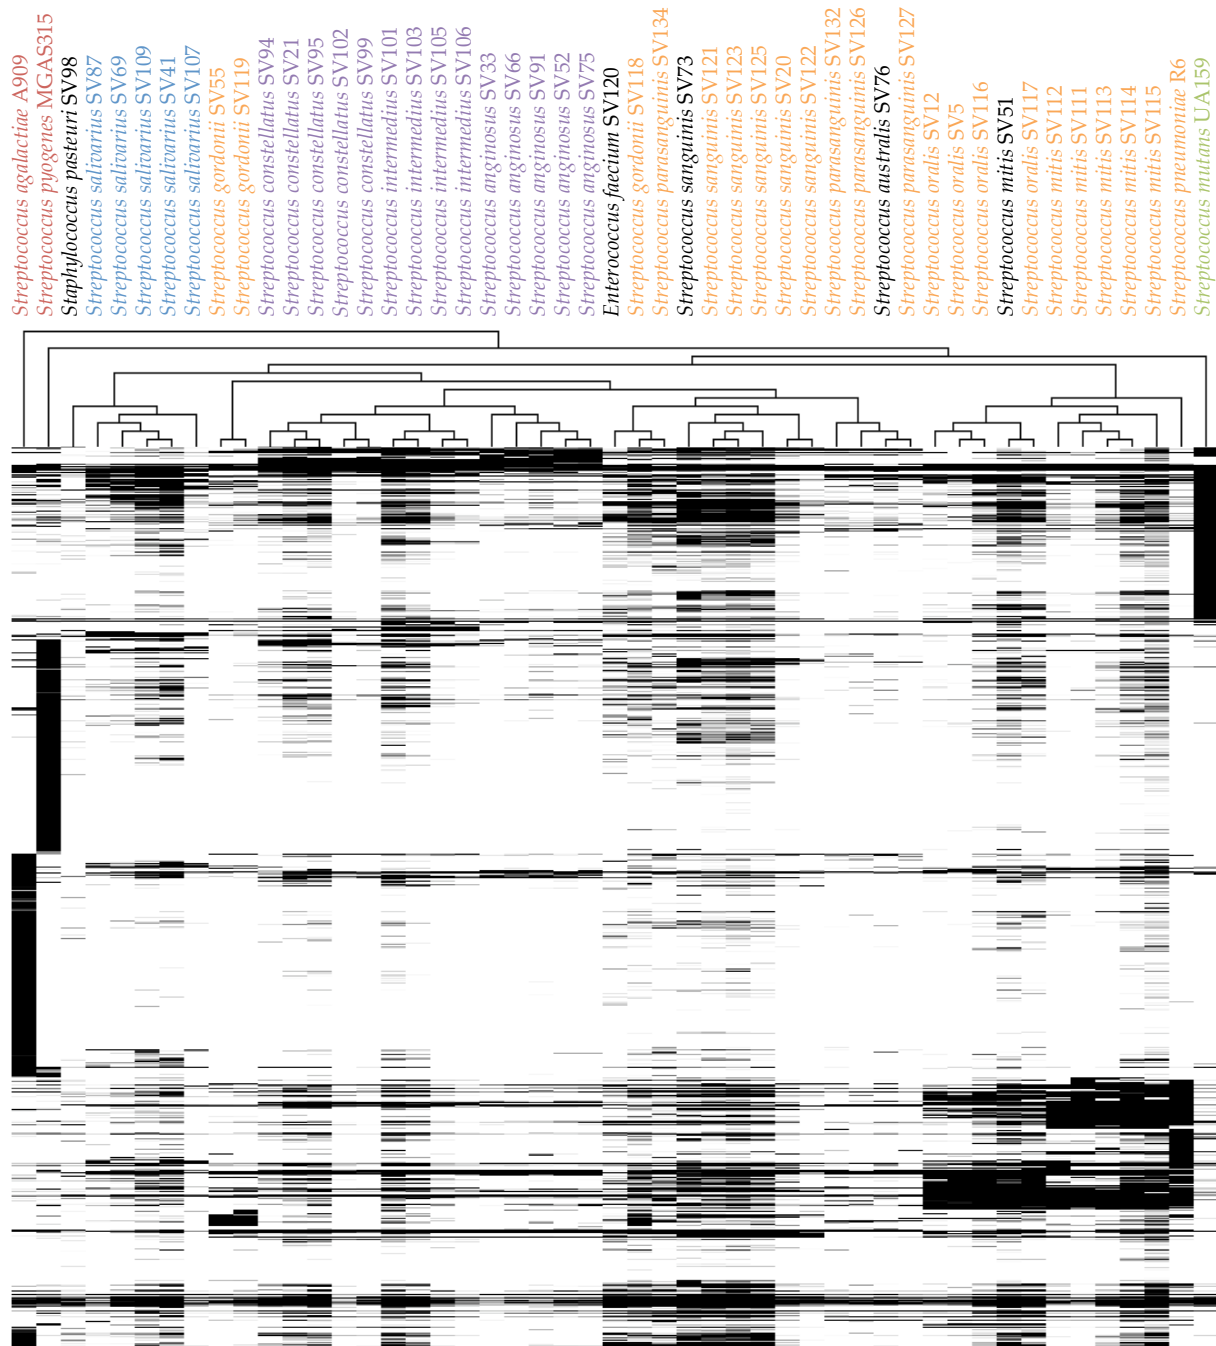 Streptococcus agalactiae A909
Streptococcus pyogenes MGAS315
Staphylococcus pasteuri SV98
Streptococcus salivarius SV87
Streptococcus salivarius SV69
Streptococcus salivarius SV109
Streptococcus salivarius SV41
Streptococcus salivarius SV107
Streptococcus gordonii SV55
Streptococcus gordonii SV119
Streptococcus constellatus SV94
Streptococcus constellatus SV21
Streptococcus constellatus SV95
Streptococcus constellatus SV102
Streptococcus constellatus SV99
Streptococcus intermedius SV101
Streptococcus intermedius SV103
Streptococcus intermedius SV105
Streptococcus intermedius SV106
Streptococcus anginosus SV33
Streptococcus anginosus SV66
Streptococcus anginosus SV91
Streptococcus anginosus SV52
Streptococcus anginosus SV75
Enterococcus faecium SV120
Streptococcus gordonii SV118
Streptococcus parasanguinis SV134
Streptococcus sanguinis SV73
Streptococcus sanguinis SV121
Streptococcus sanguinis SV123
Streptococcus sanguinis SV125
Streptococcus sanguinis SV20
Streptococcus sanguinis SV122
Streptococcus parasanguinis SV132
Streptococcus parasanguinis SV126
Streptococcus australis SV76
Streptococcus parasanguinis SV127
Streptococcus oralis SV12
Streptococcus oralis SV5
Streptococcus oralis SV116
Streptococcus mitis SV51
Streptococcus oralis SV117
Streptococcus mitis SV112
Streptococcus mitis SV111
Streptococcus mitis SV113
Streptococcus mitis SV114
Streptococcus mitis SV115
Streptococcus pneumoniae R6
Streptococcus mutans UA159